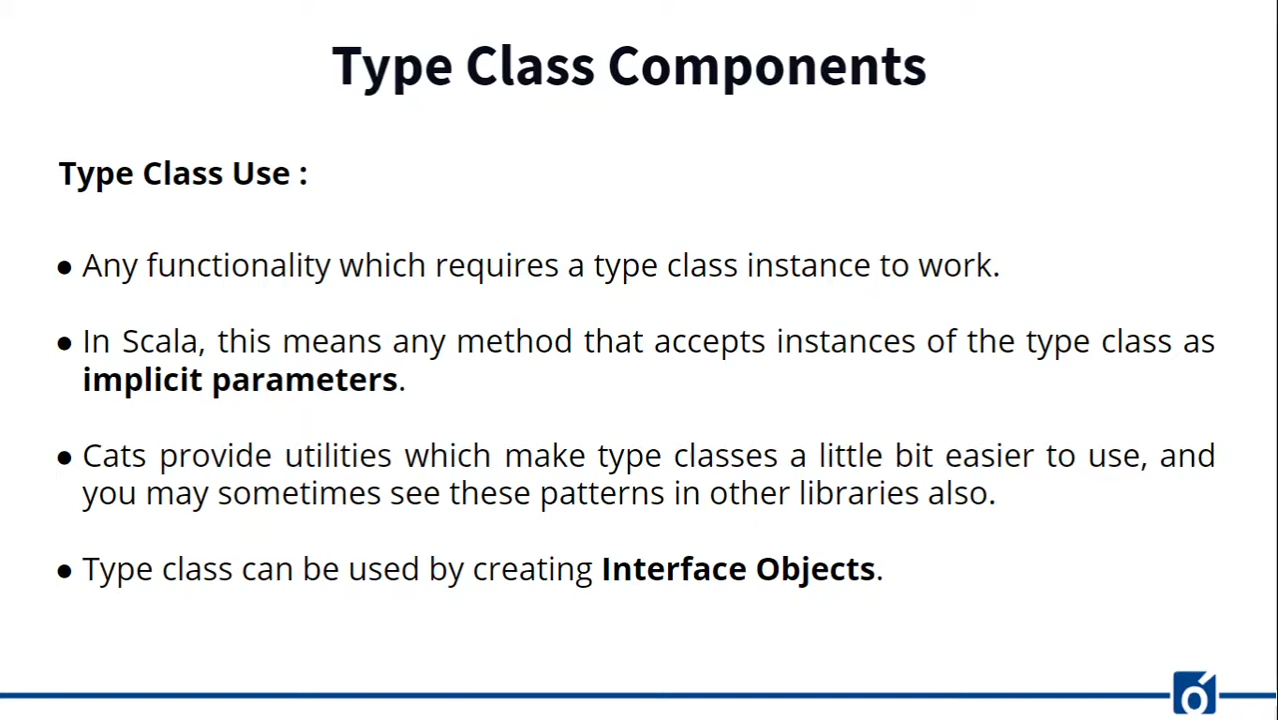 Type Class Components
Type Class Use :
● Any functionality which requires a type class instance to work.
● In Scala, this means any method that accepts instances of the type class as
implicit parameters.
● Cats provide utilities which make type classes a little bit easier to use, and
you may sometimes see these patterns in other libraries also.
● Type class can be used by creating Interface Objects.